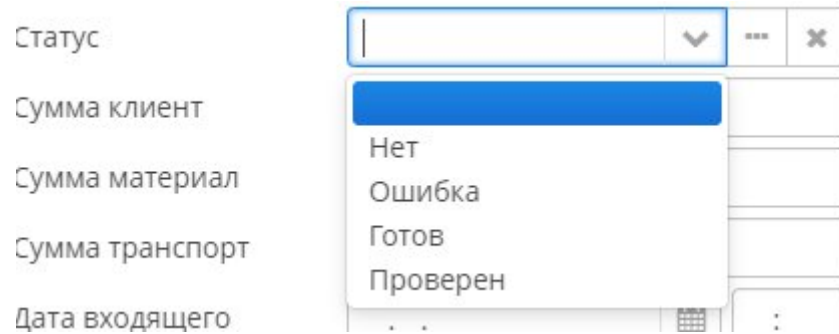 Статус
Сумма клиент
Нет
Сумма материал
Ошибка
Сумма транспорт
Готов
Проверен
Дата входящего
. . :